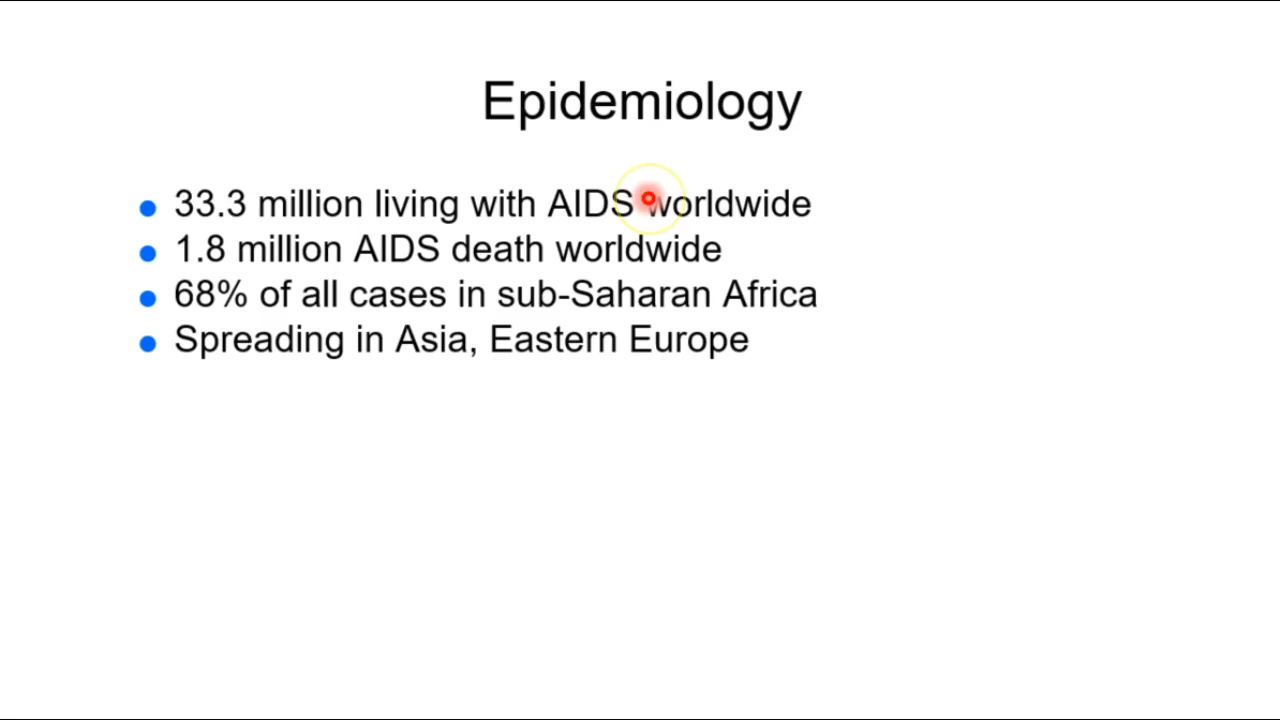 Epidemiology
33.3 million living with AIDS worldwide
1.8 million AIDS death worldwide
68% of all cases in sub-Saharan Africa
Spreading in Asia, Eastern Europe